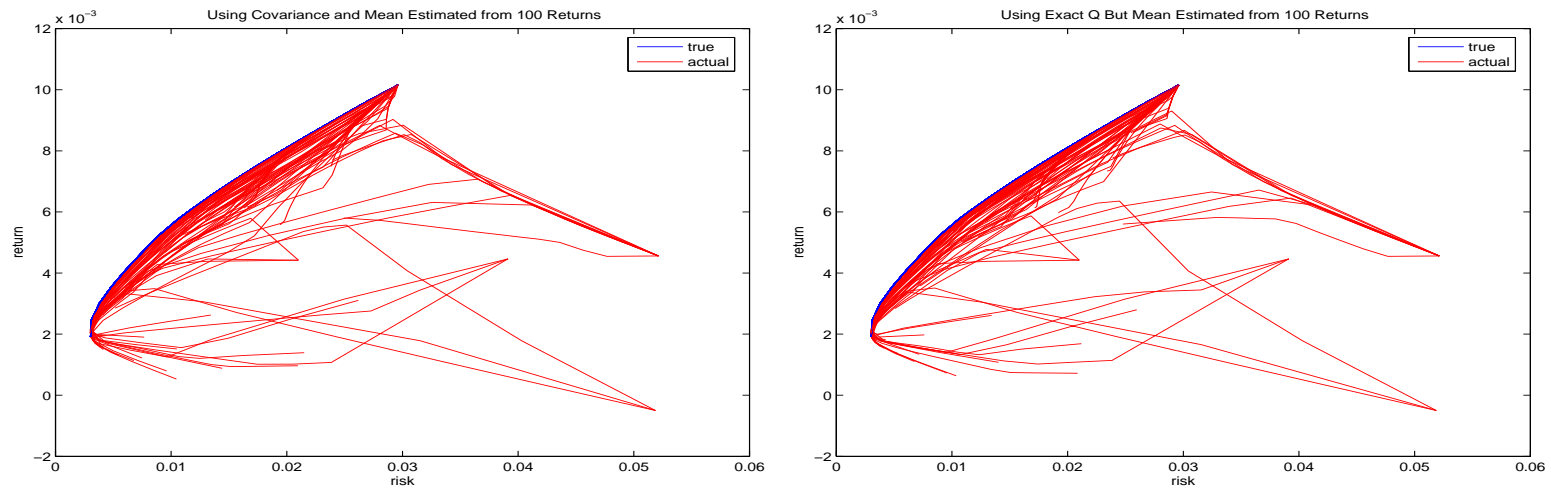 Using Covariance and Mean Estimated from 100 Returns
x 10⁻³
12
10
8
6
4
2
0
−2
return
0
0.01
0.02
0.03
0.04
0.05
0.06
risk
true
actual
Using Exact Q But Mean Estimated from 100 Returns
x 10⁻³
12
10
8
6
4
2
0
−2
return
0
0.01
0.02
0.03
0.04
0.05
0.06
risk
true
actual